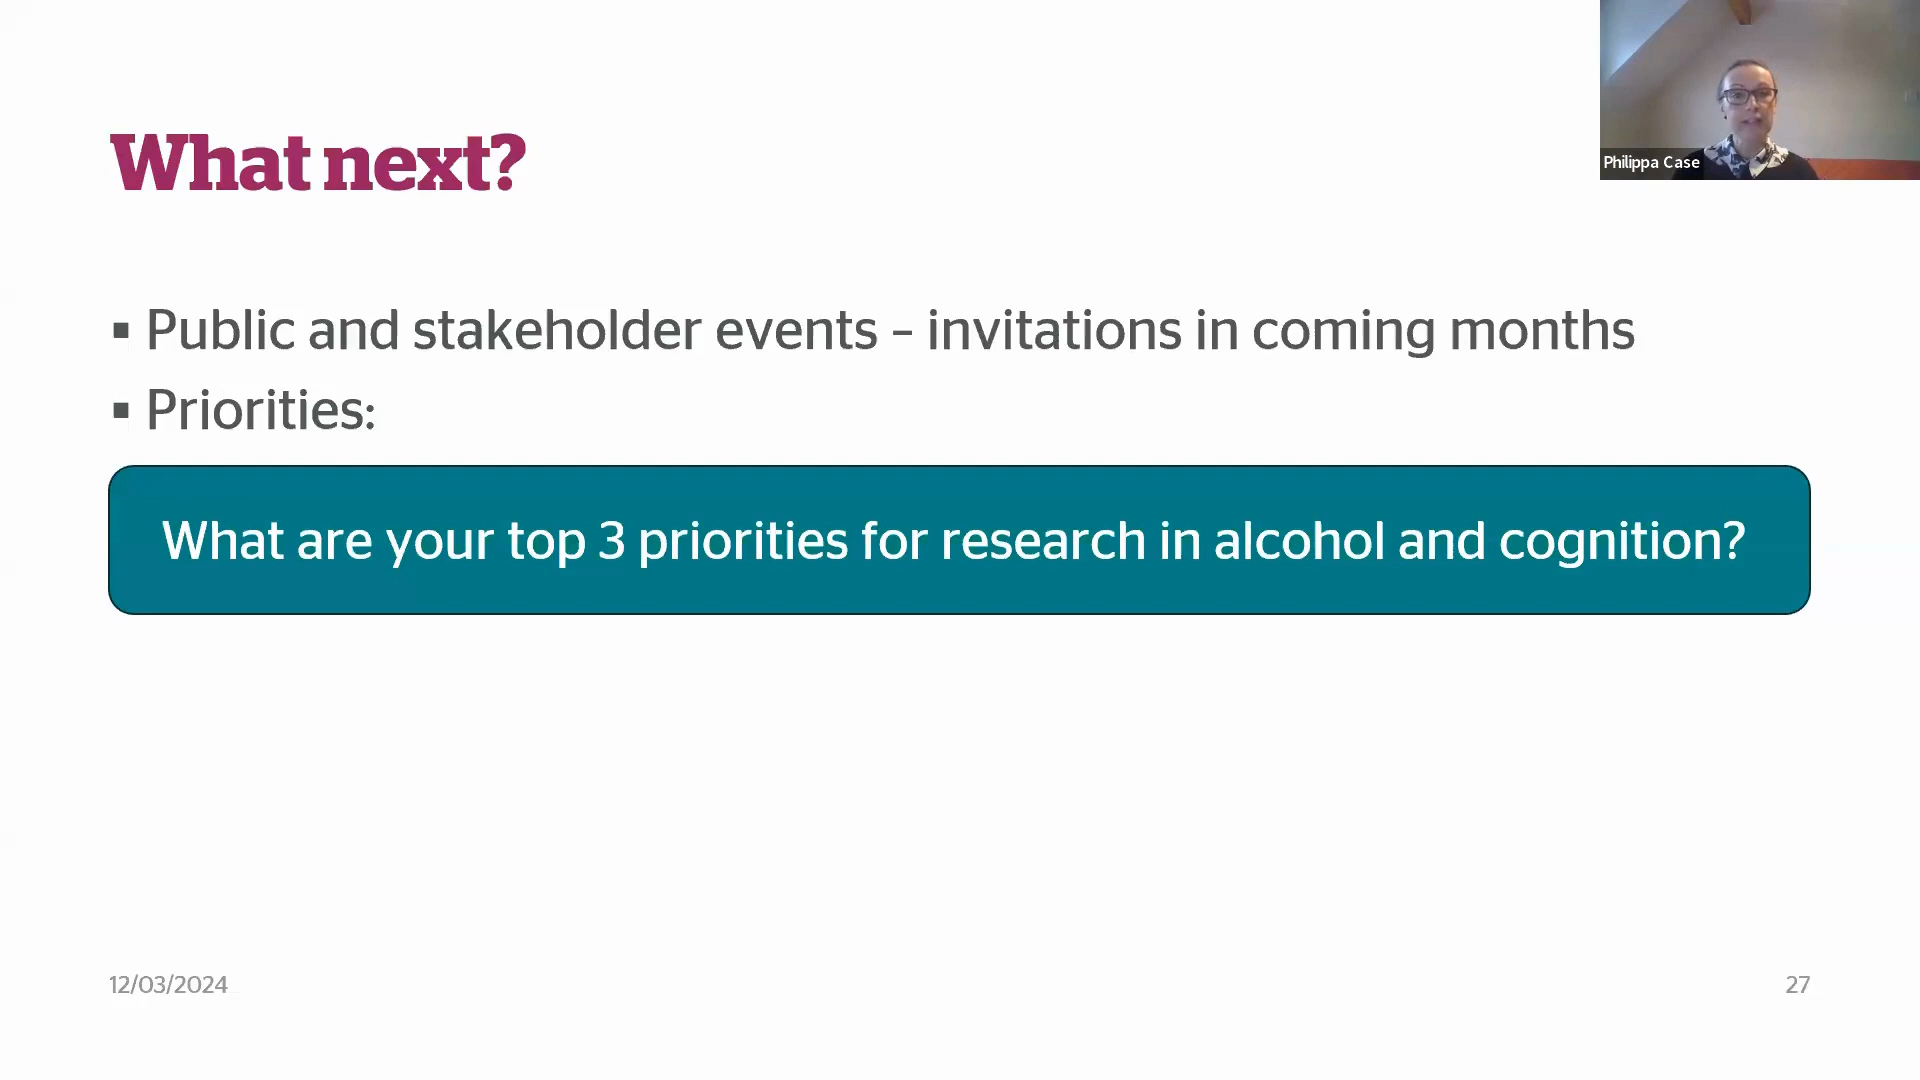 What next?
Philippa Case
▪ Public and stakeholder events – invitations in coming months
▪ Priorities:
What are your top 3 priorities for research in alcohol and cognition?
12/03/2024
27